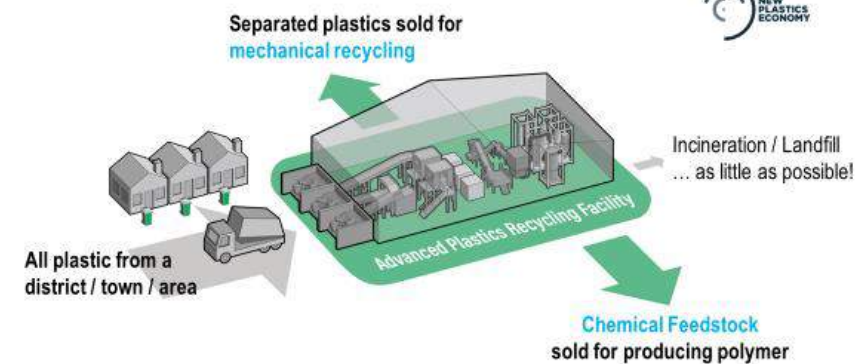 NEW
PLASTICS
ECONOMY
Separated plastics sold for
mechanical recycling
Incineration / Landfill
… as little as possible!
Advanced Plastics Recycling Facility
All plastic from a
district / town / area
Chemical Feedstock
sold for producing polymer